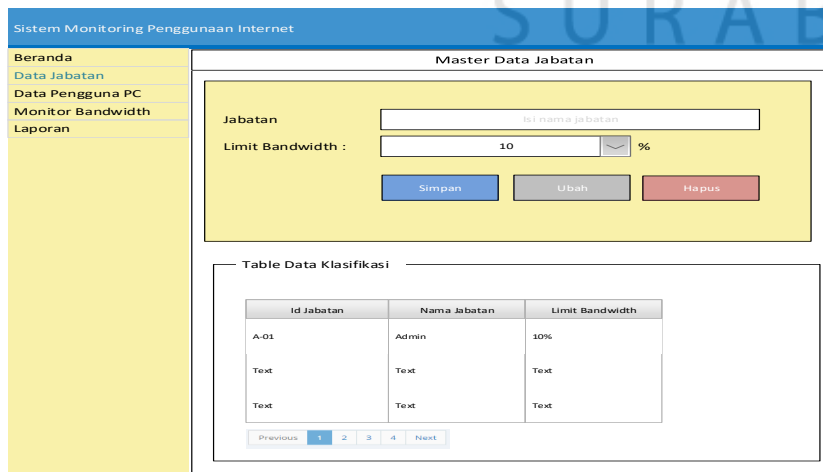 SURAB
Sistem Monitoring Penggunaan Internet
Beranda
Data Jabatan
Data Pengguna PC
Monitor Bandwidth
Laporan
Master Data Jabatan
Jabatan
Isi nama jabatan
Limit Bandwidth :
10
%
Simpan Ubah Hapus
Table Data Klasifikasi
Id Jabatan Nama Jabatan Limit Bandwidth
A-01 Admin 10%
Text Text Text
Text Text Text
Previous 1 2 3 4 Next